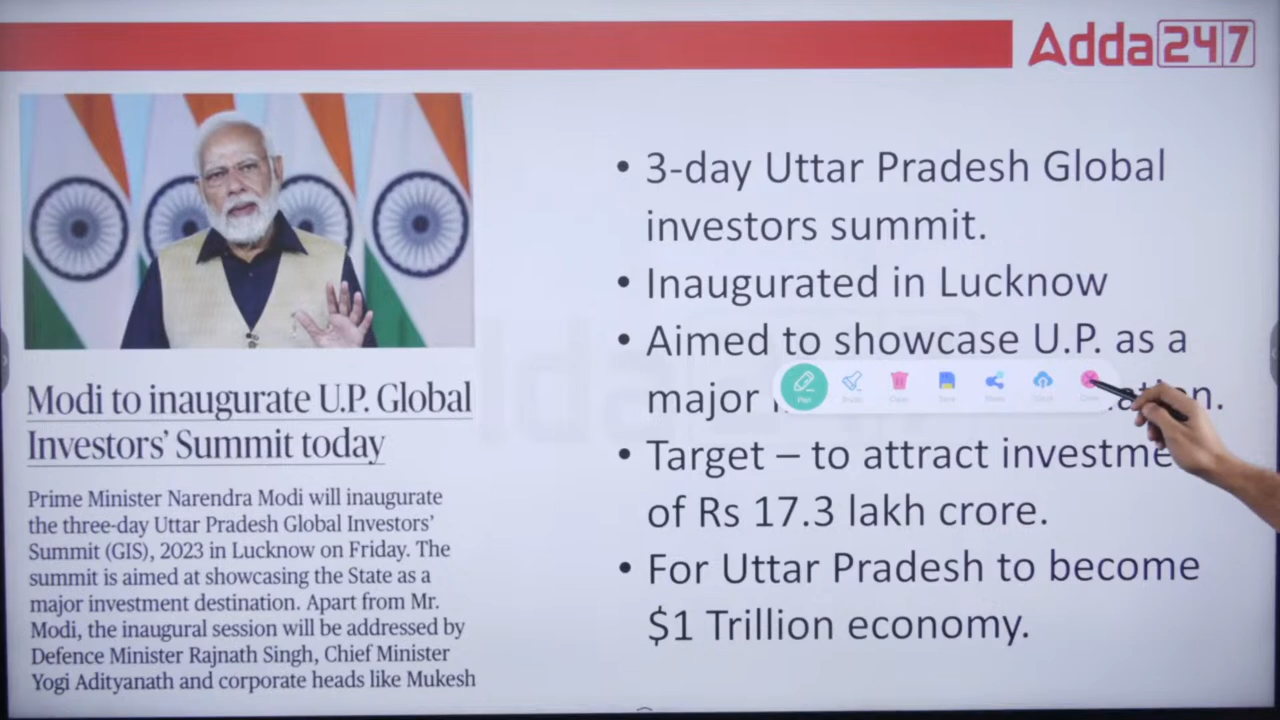 Adda247
Modi to inaugurate U.P. Global
Investors' Summit today
Prime Minister Narendra Modi will inaugurate
the three-day Uttar Pradesh Global Investors'
Summit (GIS), 2023 in Lucknow on Friday. The
summit is aimed at showcasing the State as a
major investment destination. Apart from Mr.
Modi, the inaugural session will be addressed by
Defence Minister Rajnath Singh, Chief Minister
Yogi Adityanath and corporate heads like Mukesh
• 3-day Uttar Pradesh Global
investors summit.
• Inaugurated in Lucknow
• Aimed to showcase U.P. as a
major
• Target – to attract investme
of Rs 17.3 lakh crore.
• For Uttar Pradesh to become
$1 Trillion economy.
Pen